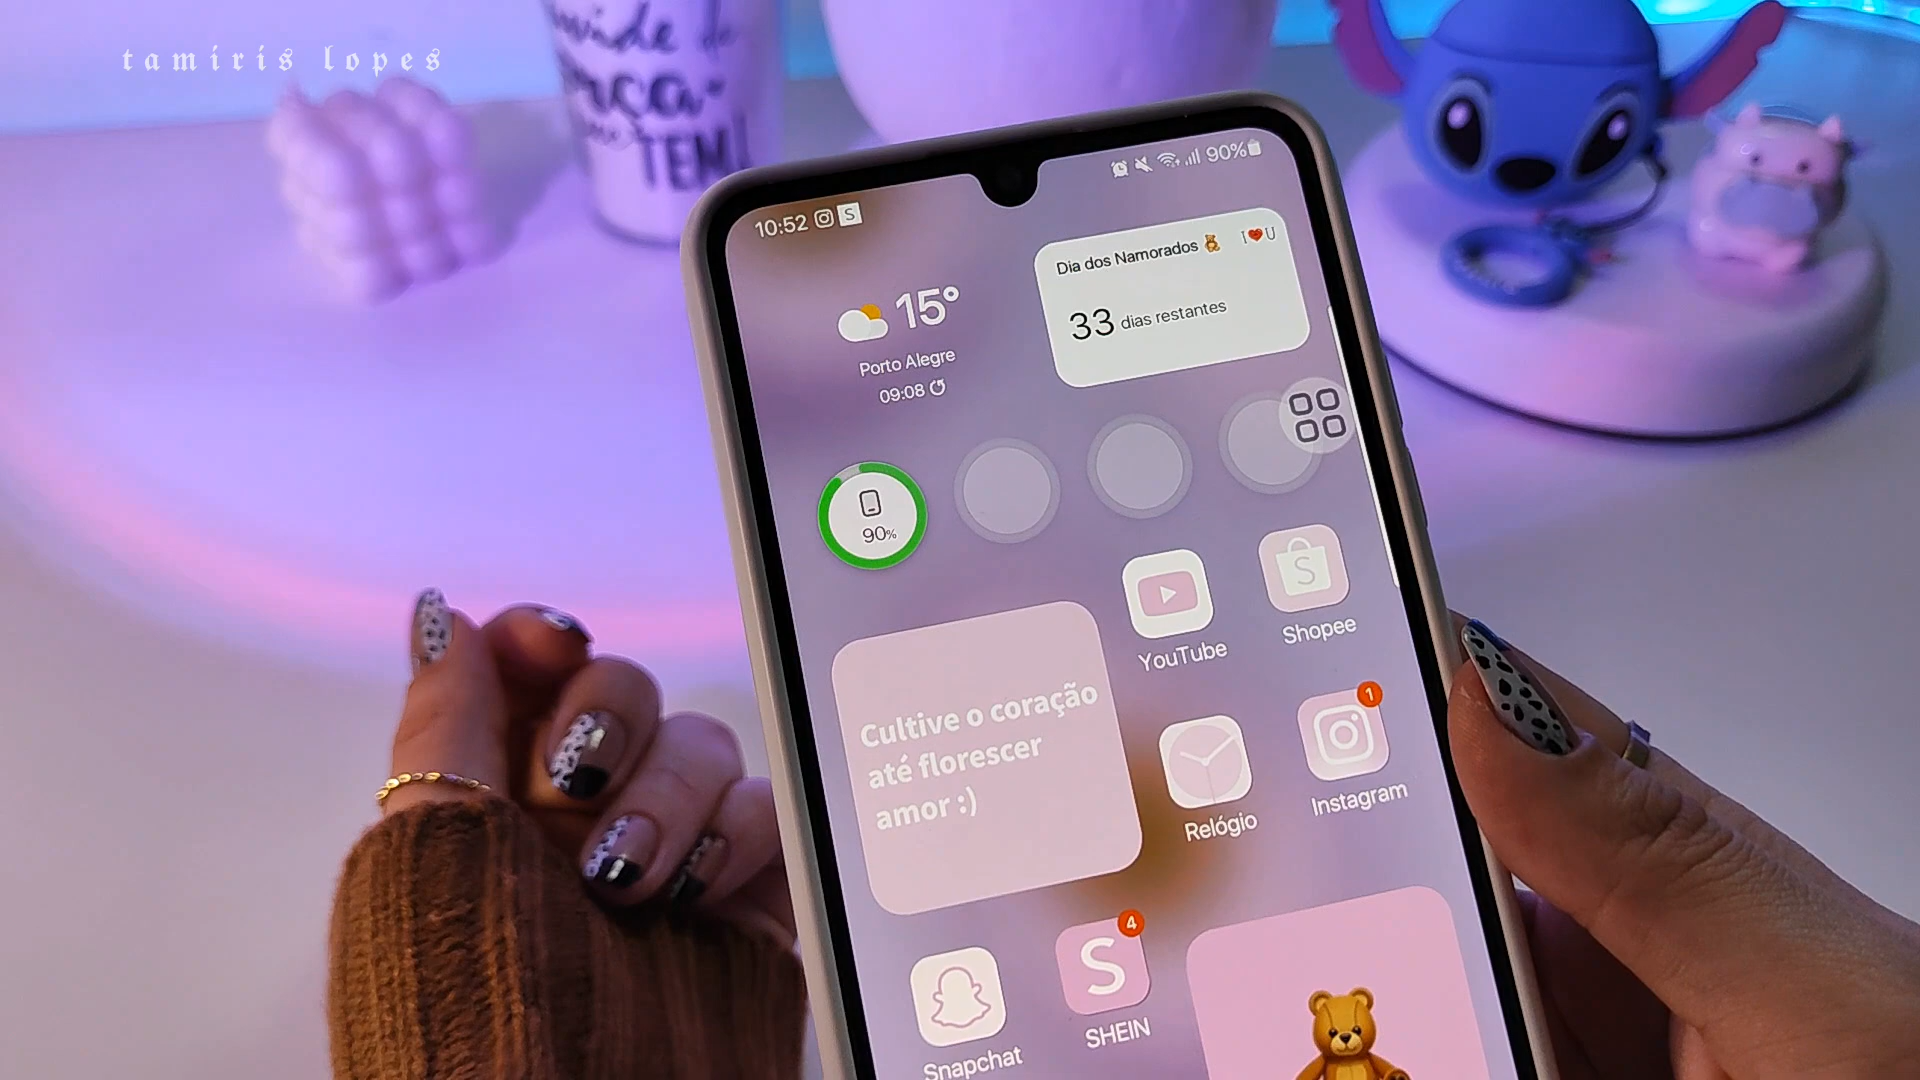 tamiris lopes
TEM!
10:52
90%
15°
Porto Alegre
09:08
Dia dos Namorados 🧸 I❤️U
33 dias restantes
90%
Cultive o coração
até florescer
amor :)
YouTube
S
Shopee
Relógio
1
Instagram
Snapchat
4
S
SHEIN